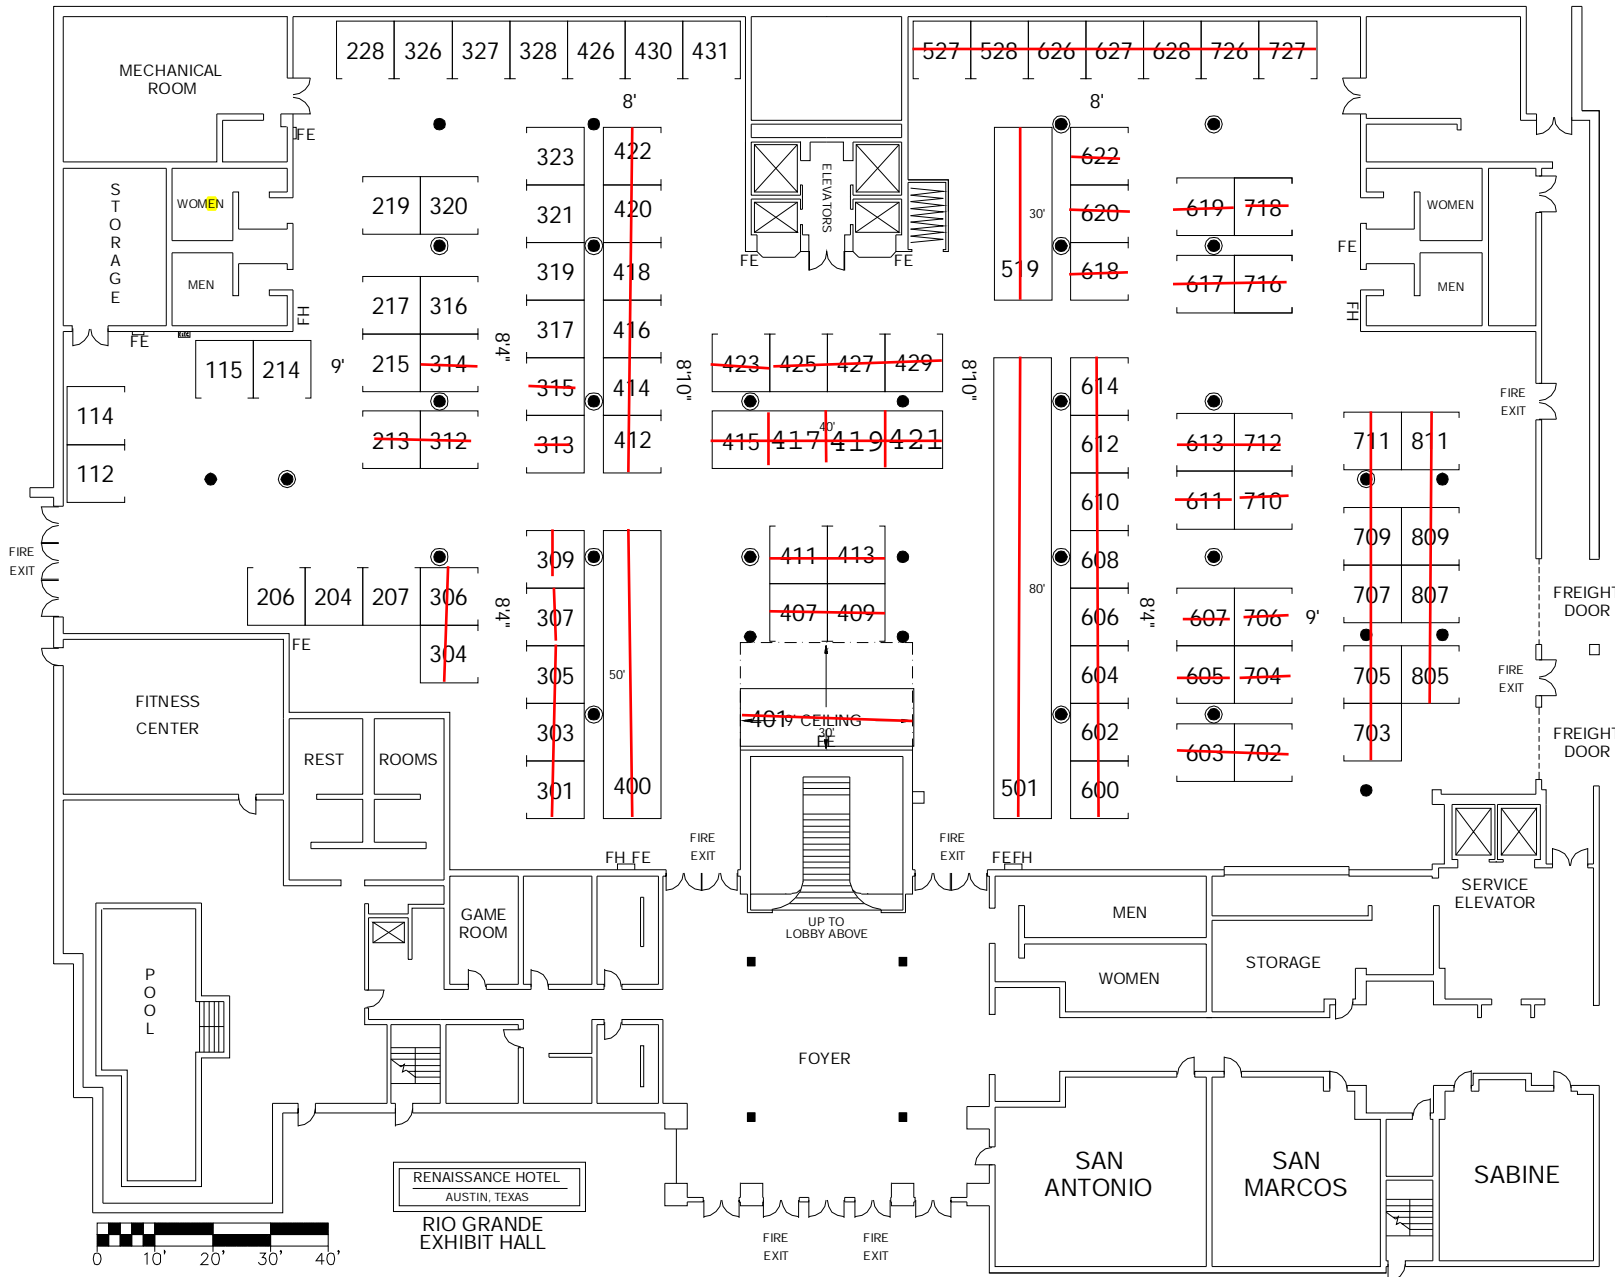 228 326 327 328 426 430 431
527 528 626 627 628 726 727
MECHANICAL
ROOM
8'
8'
FE
323
422
622
ELEVATORS
STORAGE
WOMEN
219 320
321
420
30'
620
619 718
WOMEN
FE
FE
FE
319
418
519
618
617 716
MEN
MEN
217 316
FH
FH
317
416
FE
8'4"
215 314
115 214
9'
8'10"
423 425 427 429
8'10"
315
414
614
FIRE
EXIT
114
213 312
313
412
415 417 419 421
40'
612
613 712
711 811
112
610
611 710
309
411 413
608
709 809
FIRE
EXIT
206 204 207 306
8'4"
307
407 409
80'
606
8'4"
607 706
9'
707 807
FREIGHT
DOOR
FE
304
305
50'
604
605 704
705 805
FIRE
EXIT
FITNESS
CENTER
401
9' CEILING
30'
FE
303
602
603 702
703
FREIGHT
DOOR
REST ROOMS
301
400
501
600
FH FE
FIRE
EXIT
FIRE
EXIT
FEFH
SERVICE
ELEVATOR
GAME
ROOM
UP TO
LOBBY ABOVE
MEN
POOL
WOMEN
STORAGE
FOYER
SAN
ANTONIO
SAN
MARCOS
SABINE
RENAISSANCE HOTEL
AUSTIN, TEXAS
RIO GRANDE
EXHIBIT HALL
0 10' 20' 30' 40'
FIRE
EXIT
FIRE
EXIT